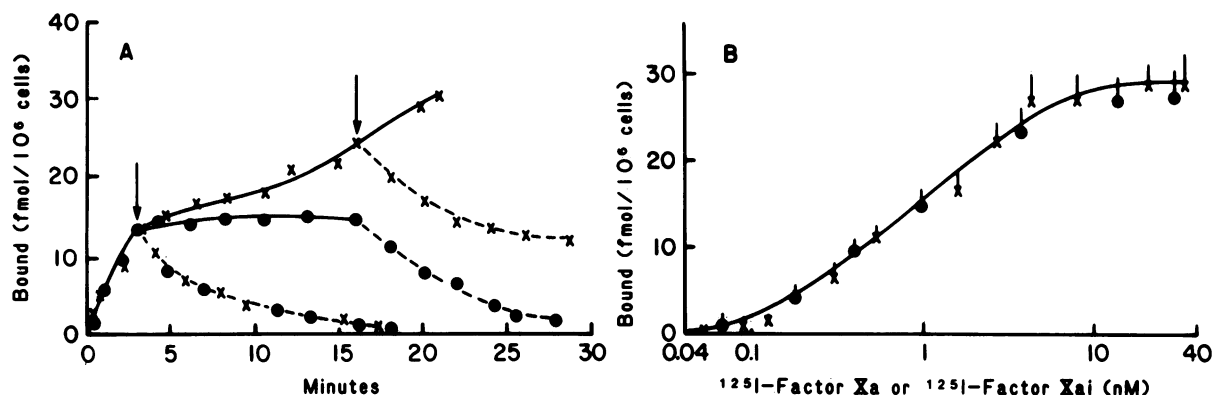 A
Bound (fmol/10⁶ cells)
40
30
20
10
0
0 5 10 15 20 25 30
Minutes
B
Bound (fmol/10⁶ cells)
30
20
10
0
0.04 0.1 1 10 40
¹²⁵I-Factor Xa or ¹²⁵I-Factor Xai (nM)